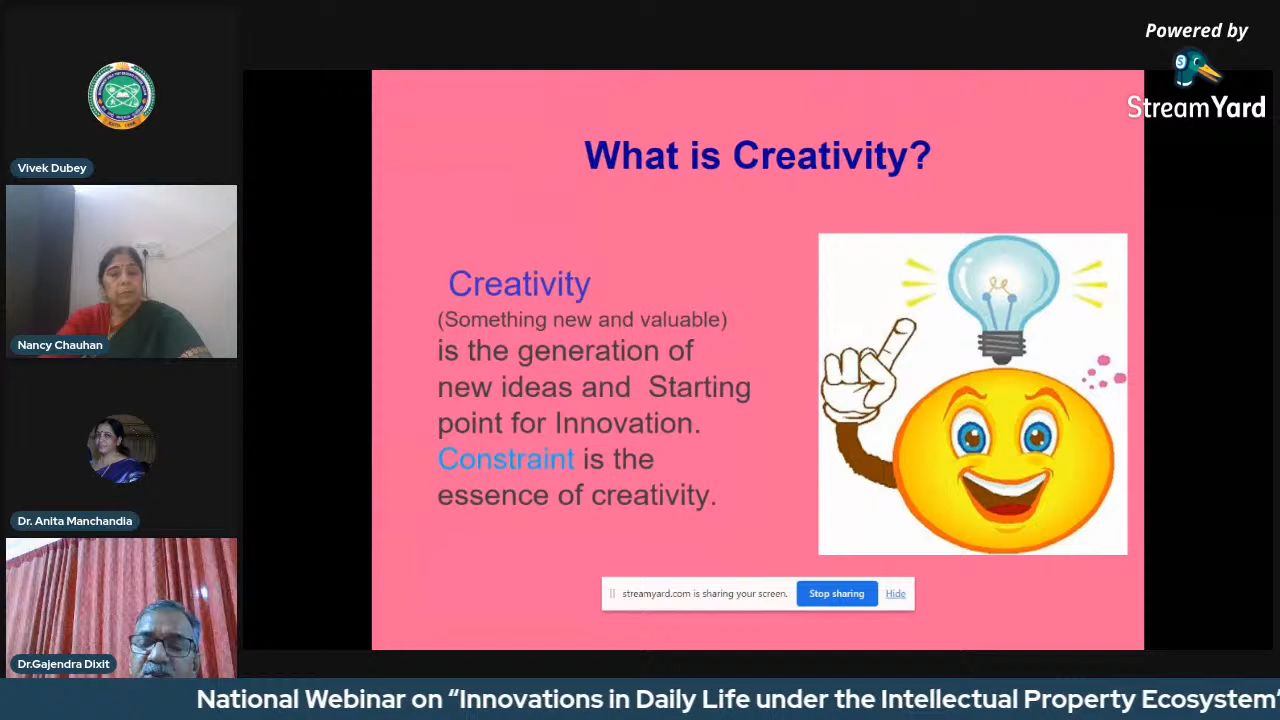 Powered by
StreamYard
Vivek Dubey
Nancy Chauhan
Dr. Anita Manchandia
Dr.Gajendra Dixit
What is Creativity?
Creativity
(Something new and valuable)
is the generation of
new ideas and Starting
point for Innovation.
Constraint is the
essence of creativity.
streamyard.com is sharing your screen. Stop sharing Hide
National Webinar on “Innovations in Daily Life under the Intellectual Property Ecosystem”